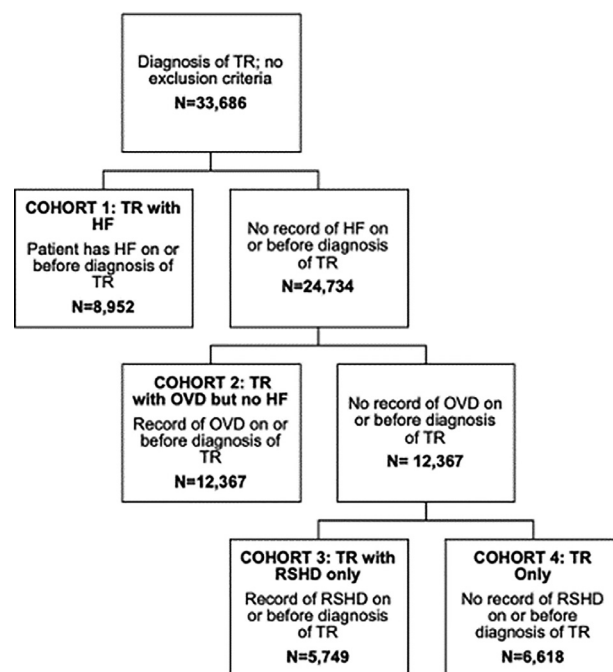 Diagnosis of TR; no
exclusion criteria
N=33,686
COHORT 1: TR with
HF
Patient has HF on or
before diagnosis of
TR
N=8,952
No record of HF on
or before diagnosis
of TR
N=24,734
COHORT 2: TR
with OVD but no HF
Record of OVD on or
before diagnosis of
TR
N=12,367
No record of OVD on
or before diagnosis
of TR
N= 12,367
COHORT 3: TR with
RSHD only
Record of RSHD on
or before diagnosis
of TR
N=5,749
COHORT 4: TR
Only
No record of RSHD
on or before
diagnosis of TR
N=6,618